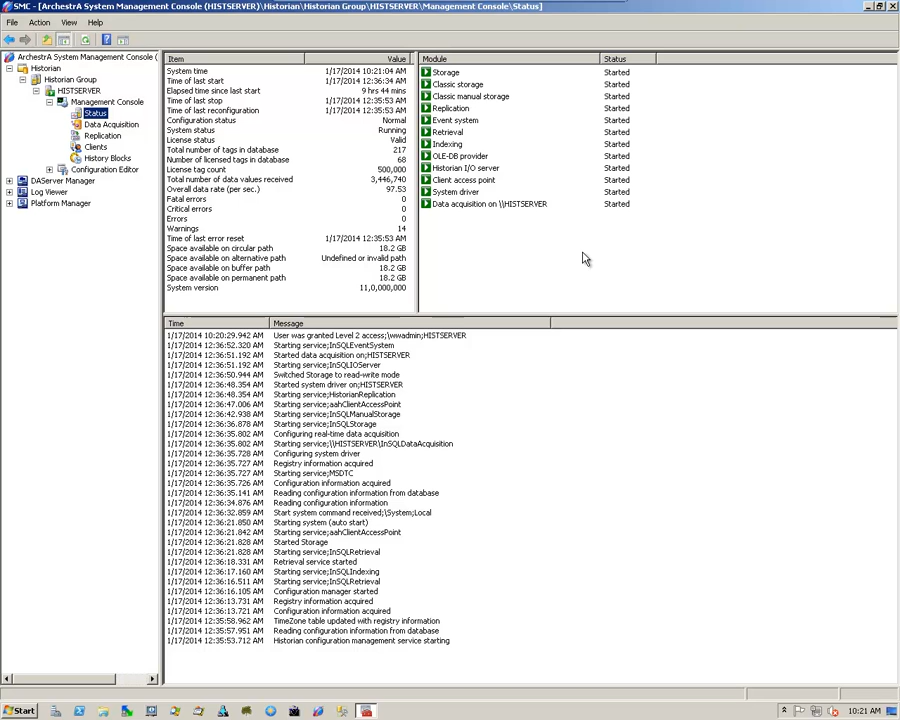 SMC - [ArchestrA System Management Console (HISTSERVER)\Historian\Historian Group\HISTSERVER\Management Console\Status]
File Action View Help
ArchestrA System Management Console (
Historian
Historian Group
HISTSERVER
Management Console
Status
Data Acquisition
Replication
Clients
History Blocks
Configuration Editor
DAServer Manager
Log Viewer
Platform Manager
Item Value
System time 1/17/2014 10:21:04 AM
Time of last start 1/17/2014 12:36:34 AM
Elapsed time since last start 9 hrs 44 mins
Time of last stop 1/17/2014 12:35:53 AM
Time of last reconfiguration 1/17/2014 12:35:53 AM
Configuration status Normal
System status Running
License status Valid
Total number of tags in database 217
Number of licensed tags in database 68
License tag count 500,000
Total number of data values received 3,446,740
Overall data rate (per sec.) 97.53
Fatal errors 0
Critical errors 0
Errors 0
Warnings 14
Time of last error reset 1/17/2014 12:35:53 AM
Space available on circular path 18.2 GB
Space available on alternative path Undefined or invalid path
Space available on buffer path 18.2 GB
Space available on permanent path 18.2 GB
System version 11,0,000,000
Module Status
Storage Started
Classic storage Started
Classic manual storage Started
Replication Started
Event system Started
Retrieval Started
Indexing Started
OLE-DB provider Started
Historian I/O server Started
Client access point Started
System driver Started
Data acquisition on \\HISTSERVER Started
Time Message
1/17/2014 10:20:29.942 AM User was granted Level 2 access;\wwadmin;HISTSERVER
1/17/2014 12:36:52.320 AM Starting service;InSQLEventSystem
1/17/2014 12:36:51.192 AM Started data acquisition on;HISTSERVER
1/17/2014 12:36:51.192 AM Starting service;InSQLIOServer
1/17/2014 12:36:50.944 AM Switched Storage to read-write mode
1/17/2014 12:36:48.354 AM Started system driver on;HISTSERVER
1/17/2014 12:36:48.354 AM Starting service;HistorianReplication
1/17/2014 12:36:47.006 AM Starting service;aahClientAccessPoint
1/17/2014 12:36:42.938 AM Starting service;InSQLManualStorage
1/17/2014 12:36:36.878 AM Starting service;InSQLStorage
1/17/2014 12:36:35.802 AM Configuring real-time data acquisition
1/17/2014 12:36:35.802 AM Starting service;\\HISTSERVER\InSQLDataAcquisition
1/17/2014 12:36:35.728 AM Configuring system driver
1/17/2014 12:36:35.727 AM Registry information acquired
1/17/2014 12:36:35.727 AM Starting service;MSDTC
1/17/2014 12:36:35.726 AM Configuration information acquired
1/17/2014 12:36:35.141 AM Reading configuration information from database
1/17/2014 12:36:34.876 AM Reading configuration information
1/17/2014 12:36:32.859 AM Start system command received;\System;Local
1/17/2014 12:36:21.850 AM Starting system (auto start)
1/17/2014 12:36:21.842 AM Starting service;aahClientAccessPoint
1/17/2014 12:36:21.828 AM Started Storage
1/17/2014 12:36:21.828 AM Starting service;InSQLRetrieval
1/17/2014 12:36:18.331 AM Retrieval service started
1/17/2014 12:36:17.160 AM Starting service;InSQLIndexing
1/17/2014 12:36:16.511 AM Starting service;InSQLRetrieval
1/17/2014 12:36:16.105 AM Configuration manager started
1/17/2014 12:36:13.731 AM Registry information acquired
1/17/2014 12:36:13.721 AM Configuration information acquired
1/17/2014 12:35:58.962 AM TimeZone table updated with registry information
1/17/2014 12:35:57.951 AM Reading configuration information from database
1/17/2014 12:35:53.712 AM Historian configuration management service starting
Start 10:21 AM